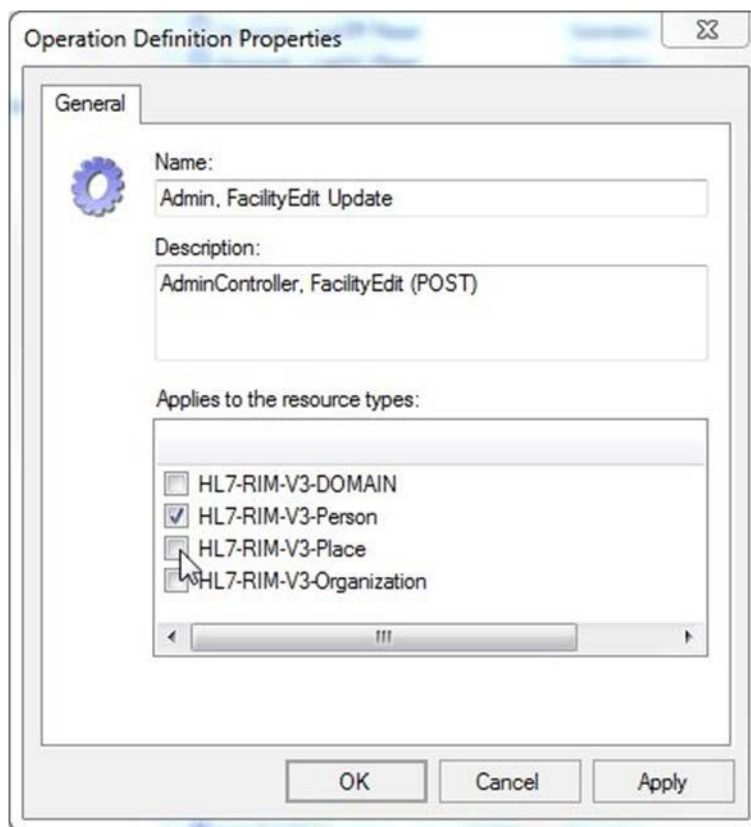 Operation Definition Properties
General
Name:
Admin, FacilityEdit Update
Description:
AdminController, FacilityEdit (POST)
Applies to the resource types:
HL7-RIM-V3-DOMAIN
HL7-RIM-V3-Person
HL7-RIM-V3-Place
HL7-RIM-V3-Organization
OK Cancel Apply